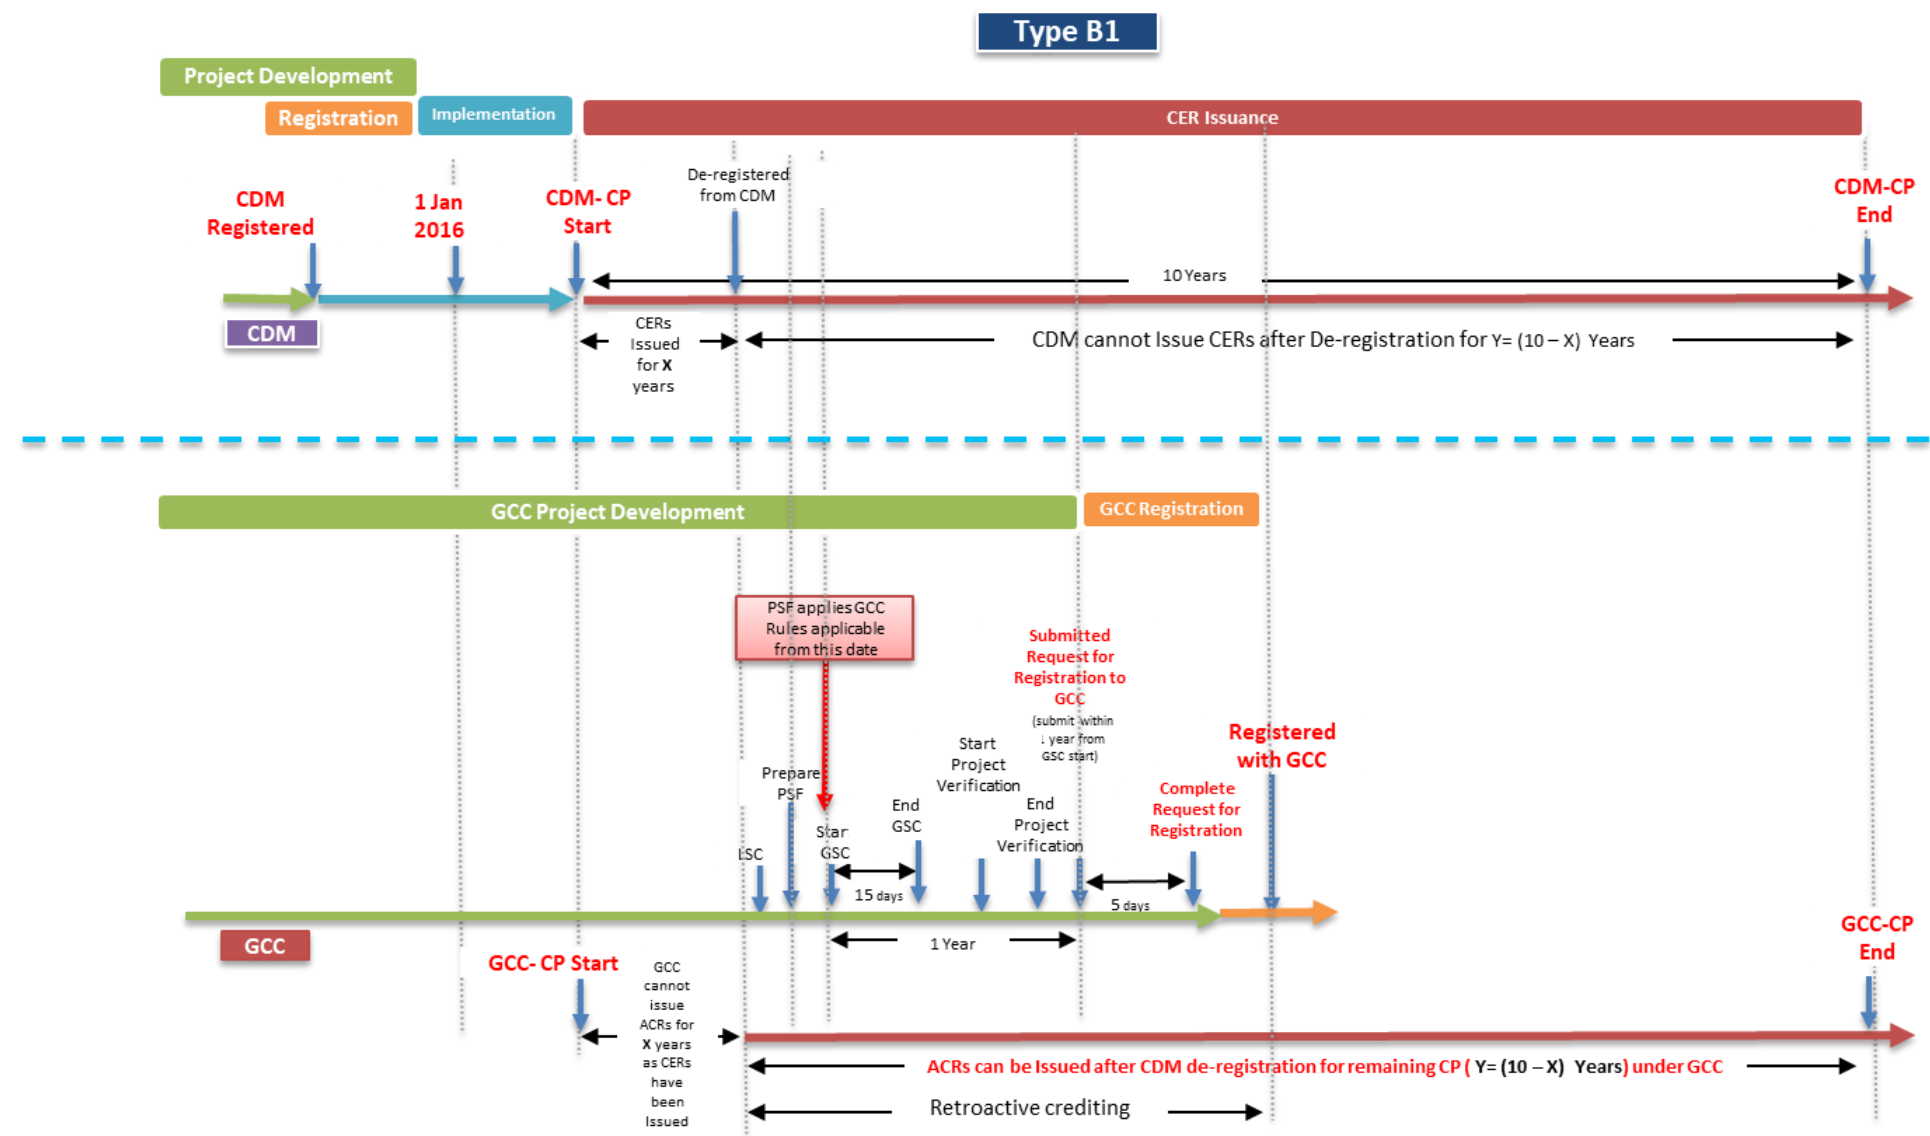 Type B1
Project Development
Registration
Implementation
CER Issuance
De-registered
from CDM
CDM
Registered
1 Jan
2016
CDM- CP
Start
CDM-CP
End
10 Years
CDM
CERs
Issued
for X
years
CDM cannot Issue CERs after De-registration for Y= (10 – X) Years
GCC Project Development
GCC Registration
PSF applies GCC
Rules applicable
from this date
Submitted
Request for
Registration to
GCC
(submit within
1 year from
GSC start)
Registered
with GCC
Start
Project
Verification
Prepare
PSF
Complete
Request for
Registration
End
GSC
End
Project
Verification
Star
GSC
LSC
15 days
5 days
GCC
1 Year
GCC-CP
End
GCC- CP Start
GCC
cannot
issue
ACRs for
X years
as CERs
have
been
Issued
ACRs can be Issued after CDM de-registration for remaining CP ( Y= (10 – X) Years) under GCC
Retroactive crediting